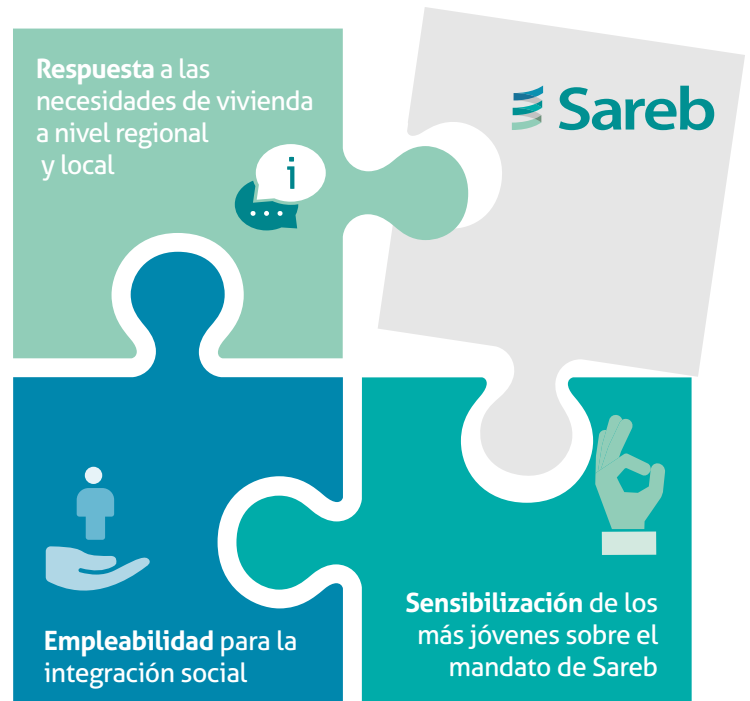 Respuesta a las
necesidades de vivienda
a nivel regional
y local
i
Sareb
Empleabilidad para la
integración social
Sensibilización de los
más jóvenes sobre el
mandato de Sareb